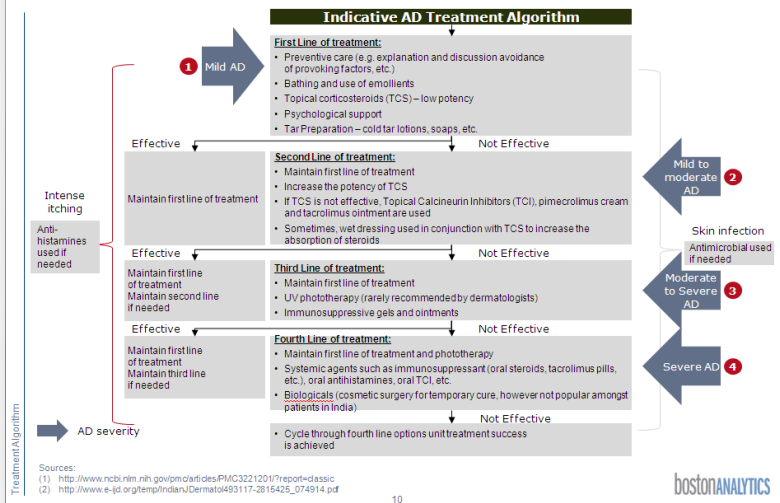 Indicative AD Treatment Algorithm
1
Mild AD
First Line of treatment:
• Preventive care (e.g. explanation and discussion avoidance
of provoking factors, etc.)
• Bathing and use of emollients
• Topical corticosteroids (TCS) – low potency
• Psychological support
• Tar Preparation – cold tar lotions, soaps, etc.
Effective
Not Effective
Maintain first line of treatment
Second Line of treatment:
• Maintain first line of treatment
• Increase the potency of TCS
• If TCS is not effective, Topical Calcineurin Inhibitors (TCI), pimecrolimus cream
and tacrolimus ointment are used
• Sometimes, wet dressing used in conjunction with TCS to increase the
absorption of steroids
Mild to
moderate
AD
2
Intense
itching
Anti-
histamines
used if
needed
Skin infection
Antimicrobial used
if needed
Effective
Not Effective
Maintain first line
of treatment
Maintain second line
if needed
Third Line of treatment:
• Maintain first line of treatment
• UV phototherapy (rarely recommended by dermatologists)
• Immunosuppressive gels and ointments
Moderate
to Severe
AD
3
Effective
Not Effective
Maintain first line
of treatment
Maintain third line
if needed
Fourth Line of treatment:
• Maintain first line of treatment and phototherapy
• Systemic agents such as immunosuppressant (oral steroids, tacrolimus pills,
etc.), oral antihistamines, oral TCI, etc.
• Biologicals (cosmetic surgery for temporary cure, however not popular amongst
patients in India)
Severe AD
4
Not Effective
• Cycle through fourth line options unit treatment success
is achieved
AD severity
Treatment Algorithm
Sources:
(1) http://www.ncbi.nlm.nih.gov/pmc/articles/PMC3221201/?report=classic
(2) http://www.e-ijd.org/temp/IndianJDermatol493117-2815426_074914.pdf
10
bostonANALYTICS